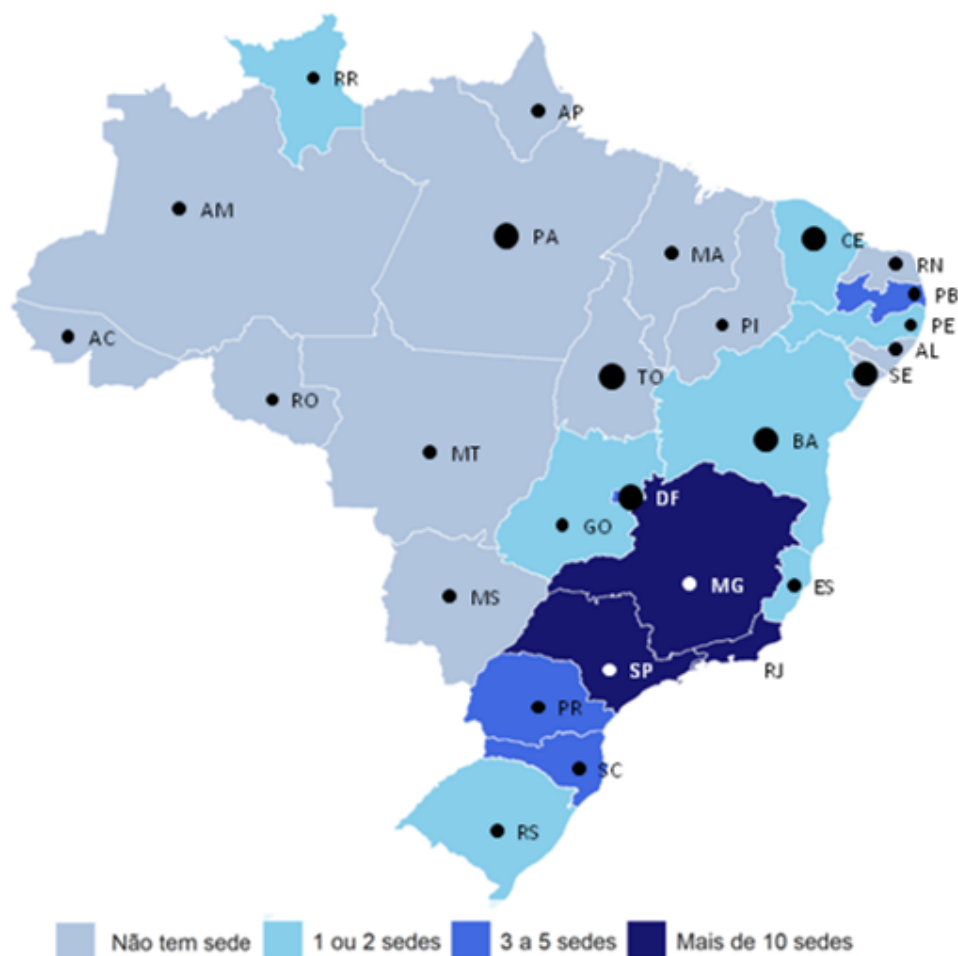 RR
AP
AM
PA
CE
MA
RN
PB
PI
PE
AC
AL
TO
SE
RO
BA
MT
DF
GO
MG
ES
MS
SP
RJ
PR
SC
RS
Não tem sede 1 ou 2 sedes 3 a 5 sedes Mais de 10 sedes